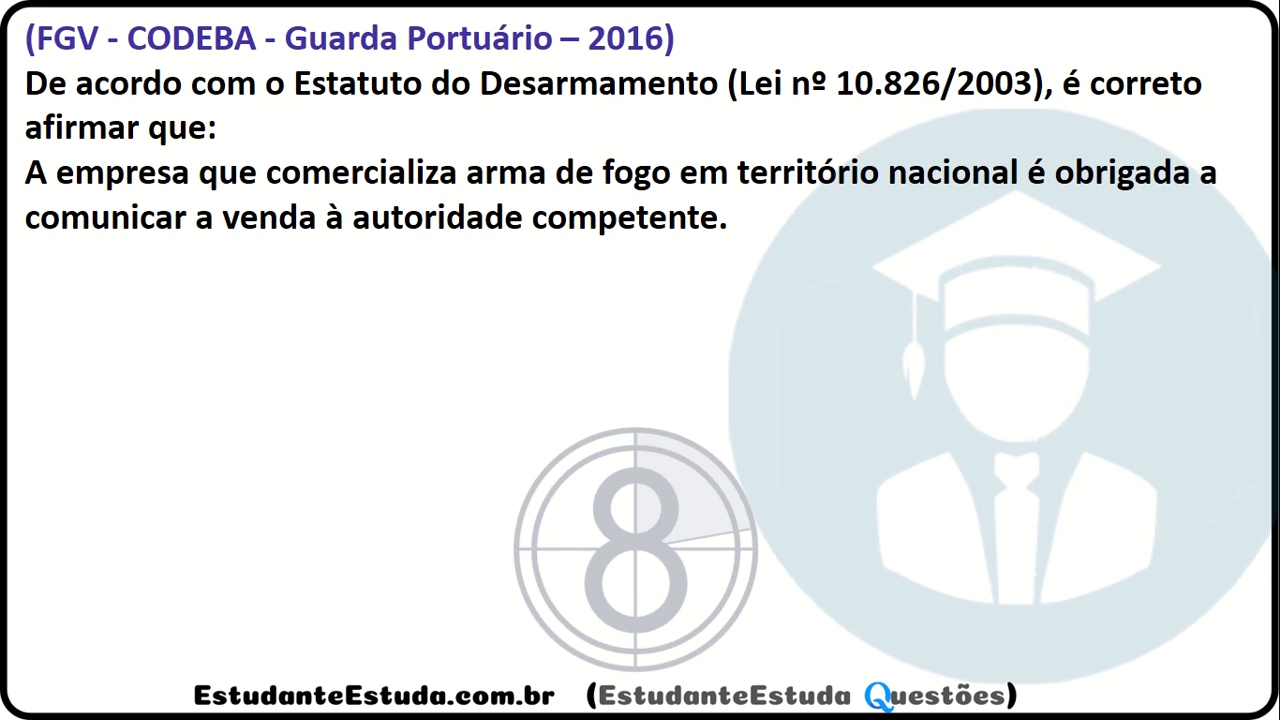 (FGV - CODEBA - Guarda Portuário – 2016)
De acordo com o Estatuto do Desarmamento (Lei nº 10.826/2003), é correto
afirmar que:
A empresa que comercializa arma de fogo em território nacional é obrigada a
comunicar a venda à autoridade competente.
8
EstudanteEstuda.com.br (EstudanteEstuda Questões)